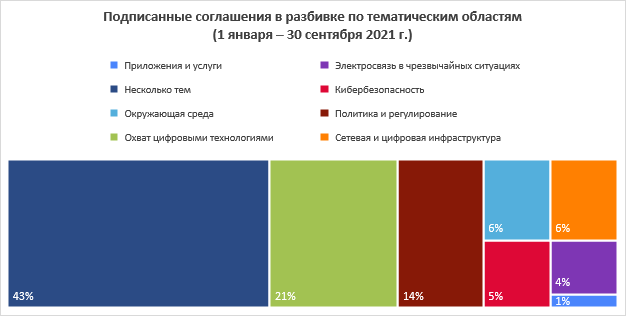 Подписанные соглашения в разбивке по тематическим областям
(1 января – 30 сентября 2021 г.)
Приложения и услуги
Электросвязь в чрезвычайных ситуациях
Несколько тем
Кибербезопасность
Окружающая среда
Политика и регулирование
Охват цифровыми технологиями
Сетевая и цифровая инфраструктура
43%
21%
14%
6%
6%
5%
4%
1%